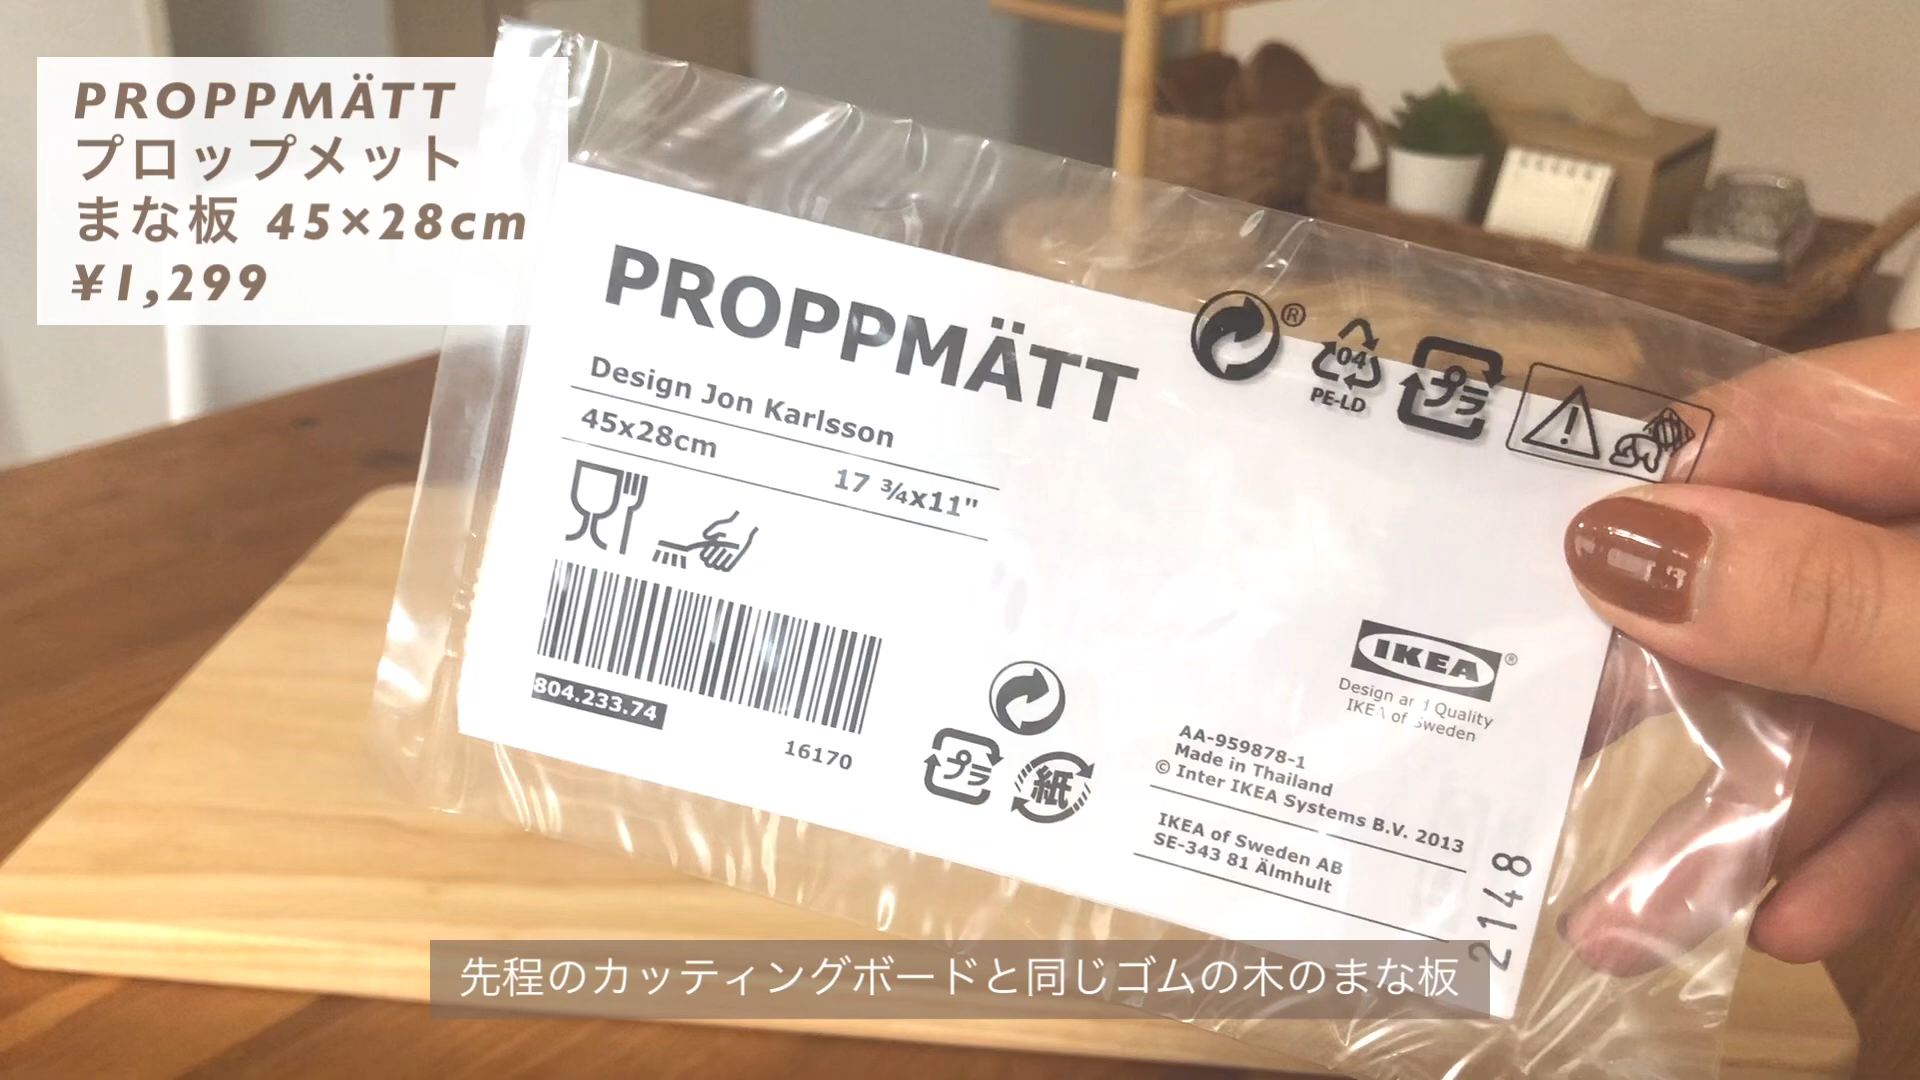 PROPPMÄTT
プロップメット
まな板 45×28cm
¥1,299
PROPPMÄTT
Design Jon Karlsson
45x28cm
17 ¾x11"
804.233.74
16170
®
04
PE-LD
プラ
プラ
紙
IKEA®
Design and Quality
IKEA of Sweden
AA-959878-1
Made in Thailand
© Inter IKEA Systems B.V. 2013
IKEA of Sweden AB
SE-343 81 Älmhult
2148
先程のカッティングボードと同じゴムの木のまな板